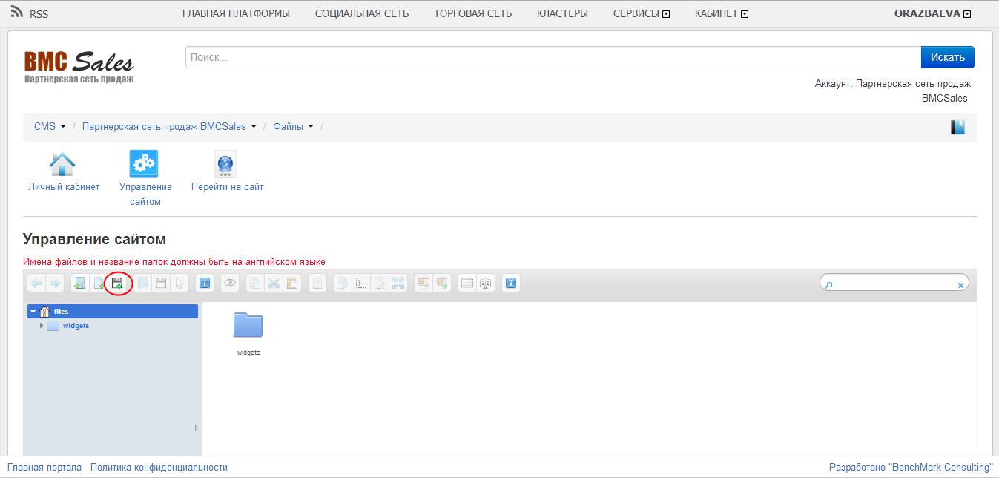 RSS
ГЛАВНАЯ ПЛАТФОРМЫ
СОЦИАЛЬНАЯ СЕТЬ
ТОРГОВАЯ СЕТЬ
КЛАСТЕРЫ
СЕРВИСЫ
КАБИНЕТ
ORAZBAEVA
BMC Sales
Партнерская сеть продаж
Поиск...
Искать
Аккаунт: Партнерская сеть продаж
BMCSales
CMS / Партнерская сеть продаж BMCSales / Файлы /
Личный кабинет
Управление
сайтом
Перейти на сайт
Управление сайтом
Имена файлов и название папок должны быть на английском языке
files
widgets
widgets
Главная портала
Политика конфиденциальности
Разработано "BenchMark Consulting"